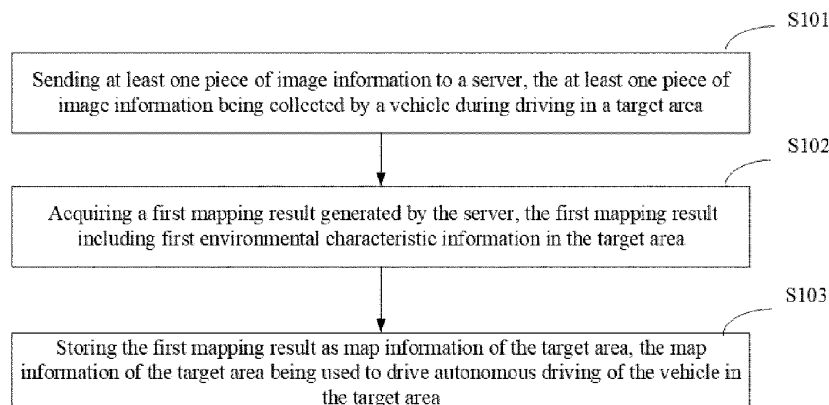 S101
Sending at least one piece of image information to a server, the at least one piece of
image information being collected by a vehicle during driving in a target area
S102
Acquiring a first mapping result generated by the server, the first mapping result
including first environmental characteristic information in the target area
S103
Storing the first mapping result as map information of the target area, the map
information of the target area being used to drive autonomous driving of the vehicle in
the target area